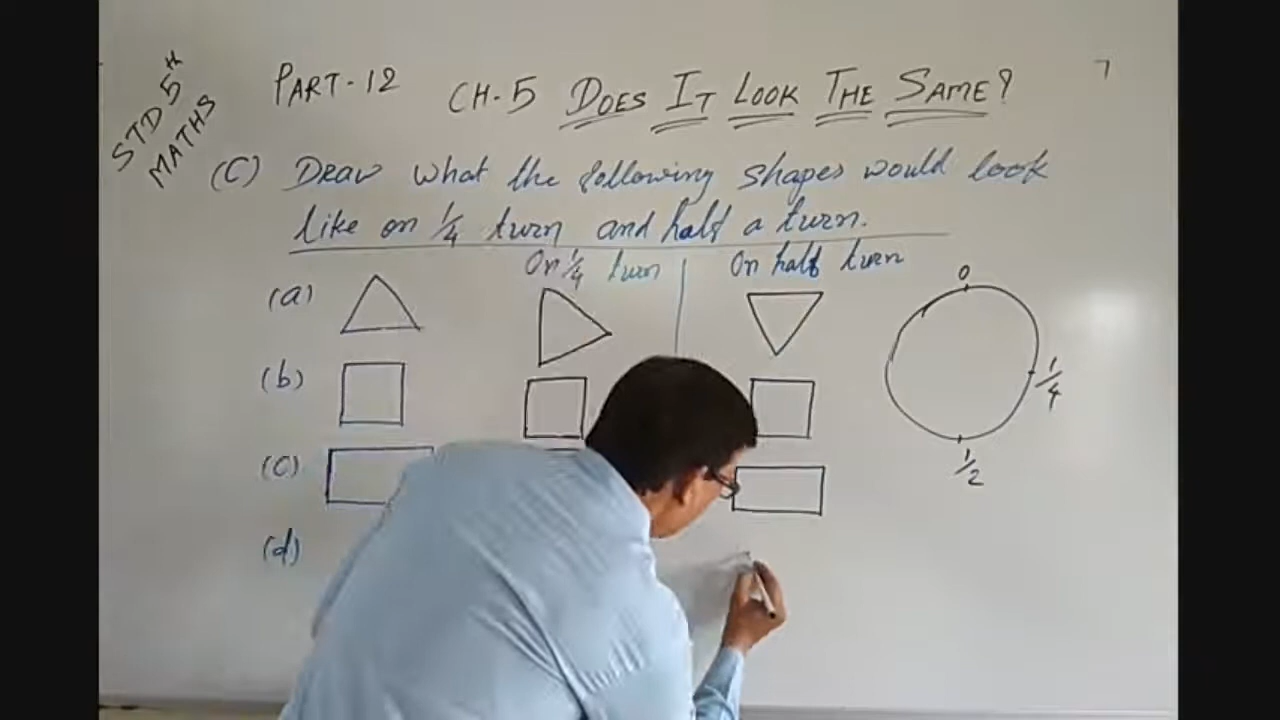 STD 5th
MATHS
PART-12 CH-5 DOES IT LOOK THE SAME?
(C) Draw what the following shapes would look
like on 1/4 turn and half a turn.
On 1/4 turn On half turn
(a)
(b)
(c)
(d)
0
1/4
1/2